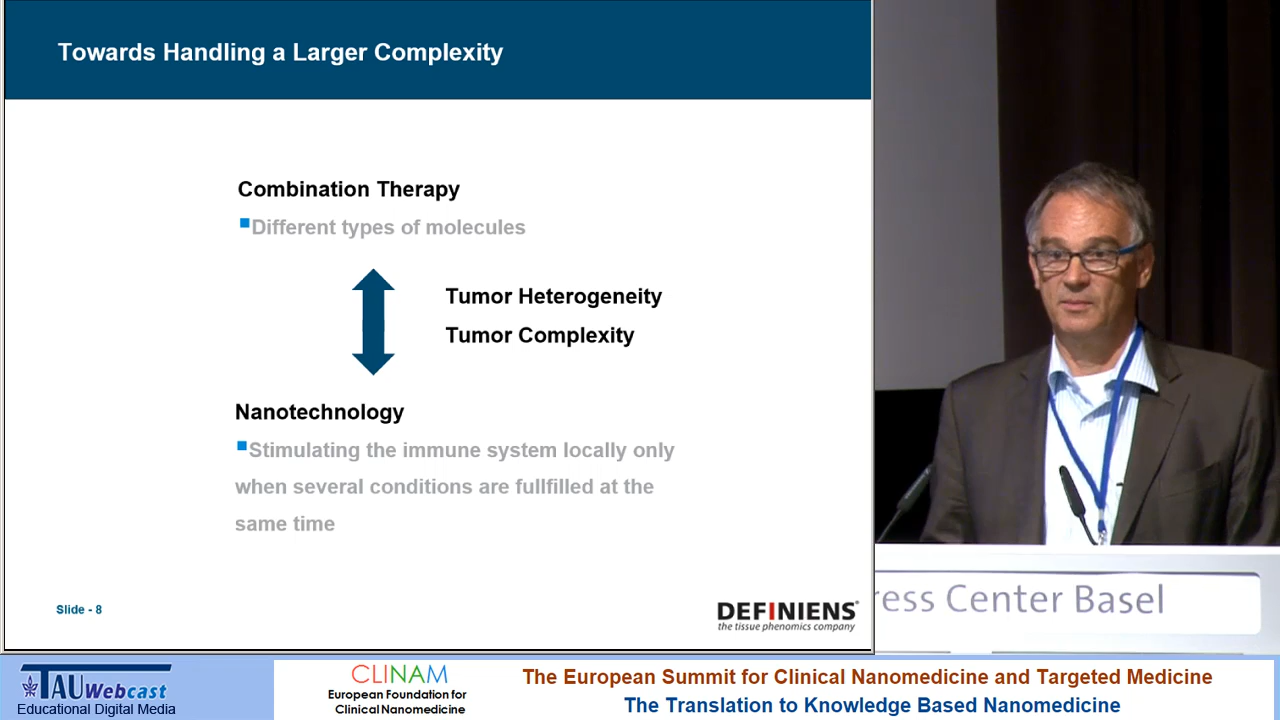 Towards Handling a Larger Complexity
Combination Therapy
Different types of molecules
Tumor Heterogeneity
Tumor Complexity
Nanotechnology
Stimulating the immune system locally only
when several conditions are fullfilled at the
same time
Slide - 8
DEFINIENS®
the tissue phenomics company
ress Center Basel
TAU Webcast
Educational Digital Media
CLINAM
European Foundation for
Clinical Nanomedicine
The European Summit for Clinical Nanomedicine and Targeted Medicine
The Translation to Knowledge Based Nanomedicine